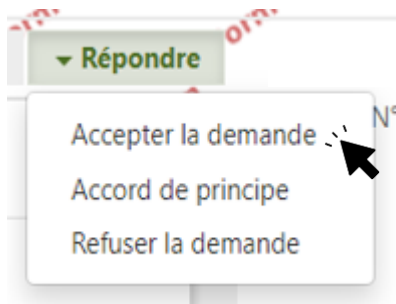 Répondre
N°
Accepter la demande
Accord de principe
Refuser la demande